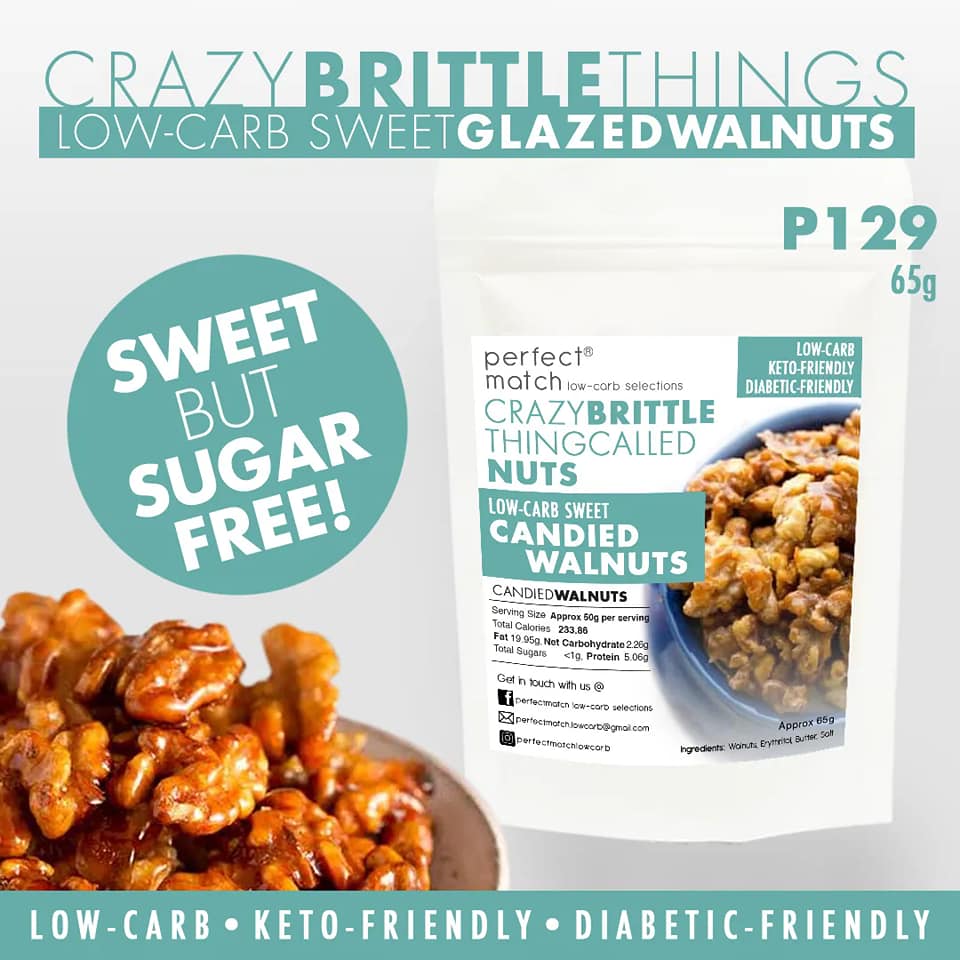 CRAZYBRITTLETHINGS
LOW-CARB SWEETGLAZEDWALNUTS
P129
65g
SWEET
BUT
SUGAR
FREE!
perfect®
match low-carb selections
LOW-CARB
KETO-FRIENDLY
DIABETIC-FRIENDLY
CRAZYBRITTLE
THINGCALLED
NUTS
LOW-CARB SWEET
CANDIED
WALNUTS
CANDIEDWALNUTS
Serving Size Approx 50g per serving
Total Calories 233.86
Fat 19.95g, Net Carbohydrate 2.26g
Total Sugars <1g, Protein 5.06g
Get in touch with us @
perfectmatch low-carb selections
perfectmatch.lowcarb@gmail.com
perfectmatchlowcarb
Approx 65g
Ingredients: Walnuts, Erythritol, Butter, Salt
LOW-CARB • KETO-FRIENDLY • DIABETIC-FRIENDLY